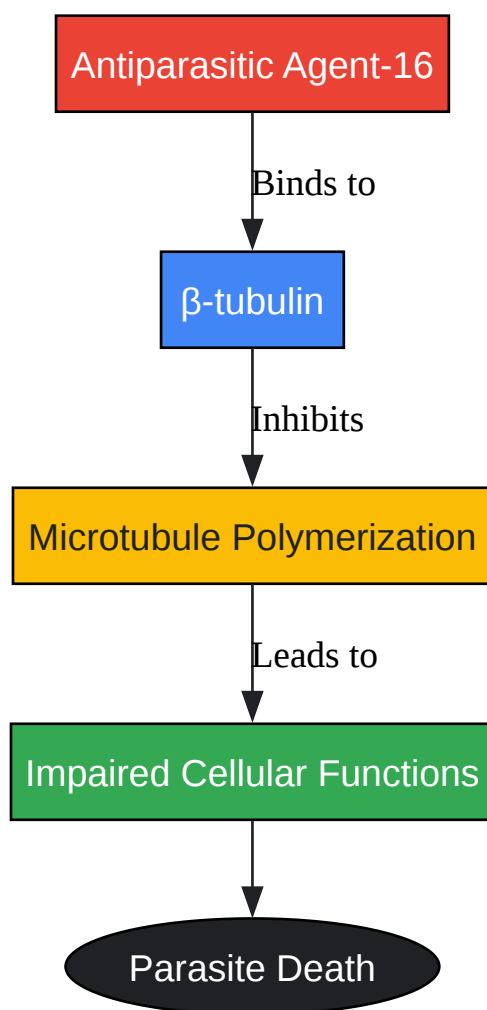 Antiparasitic Agent-16
Binds to
β-tubulin
Inhibits
Microtubule Polymerization
Leads to
Impaired Cellular Functions
Parasite Death